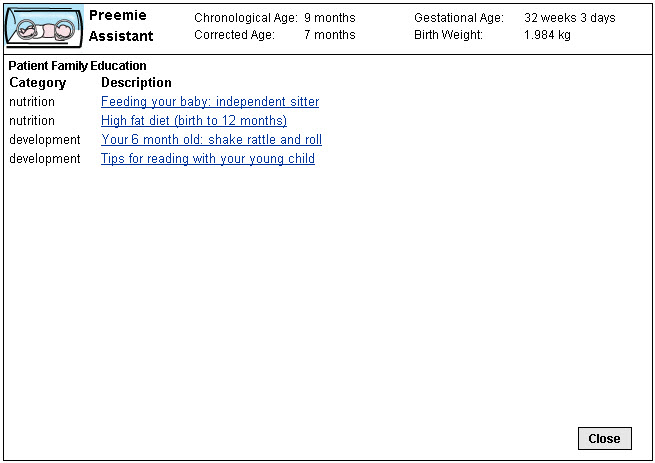 Preemie Assistant
Chronological Age: 9 months
Gestational Age: 32 weeks 3 days
Corrected Age: 7 months
Birth Weight: 1.984 kg
Patient Family Education
Category Description
nutrition Feeding your baby: independent sitter
nutrition High fat diet (birth to 12 months)
development Your 6 month old: shake rattle and roll
development Tips for reading with your young child
Close